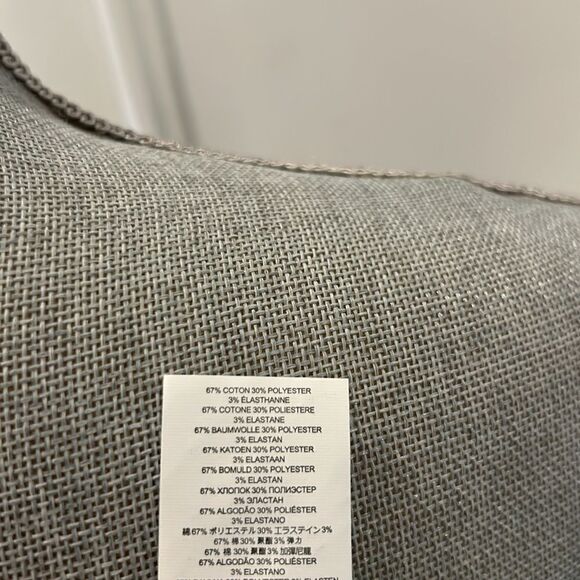 67% COTON 30% POLYESTER
3% ÉLASTHANNE
67% COTONE 30% POLIESTERE
3% ELASTANE
67% BAUMWOLLE 30% POLYESTER
3% ELASTAN
67% KATOEN 30% POLYESTER
3% ELASTAAN
67% BOMULD 30% POLYESTER
3% ELASTAN
67% ХЛОПОК 30% ПОЛИЭСТЕР
3% ЭЛАСТАН
67% ALGODÃO 30% POLIÉSTER
3% ELASTANO
綿 67% ポリエステル 30% エラステイン 3%
67% 棉 30% 聚酯 3% 弹力
67% 棉 30% 聚酯 3% 加彈尼龍
67% ALGODÃO 30% POLIÉSTER
3% ELASTANO